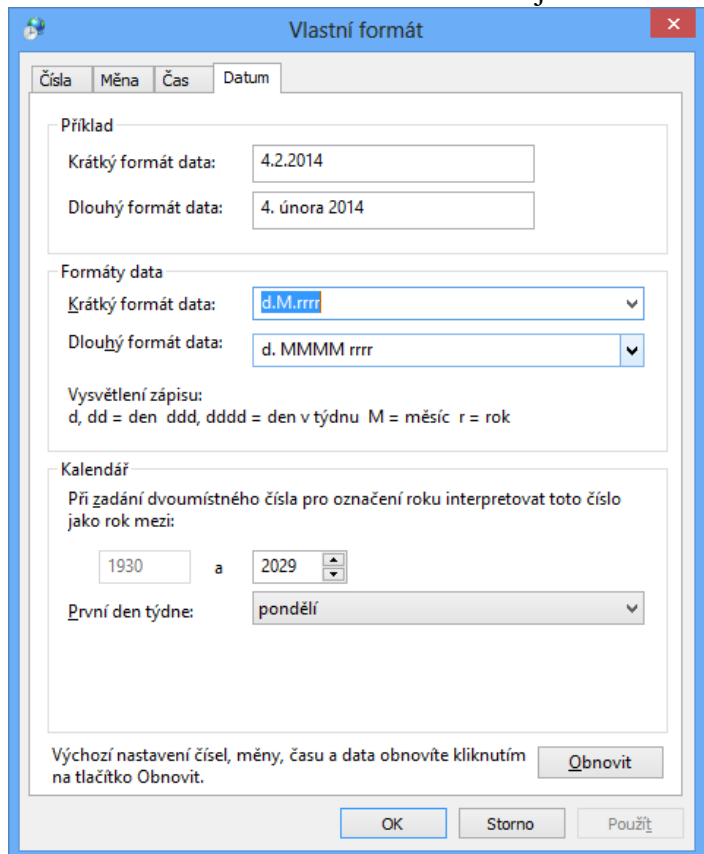 Vlastní formát
Čísla
Měna
Čas
Datum
Příklad
Krátký formát data:
4.2.2014
Dlouhý formát data:
4. února 2014
Formáty data
Krátký formát data:
d.M.rrrr
Dlouhý formát data:
d. MMMM rrrr
Vysvětlení zápisu:
d, dd = den ddd, dddd = den v týdnu M = měsíc r = rok
Kalendář
Při zadání dvoumístného čísla pro označení roku interpretovat toto číslo
jako rok mezi:
1930
a
2029
První den týdne:
pondělí
Výchozí nastavení čísel, měny, času a data obnovíte kliknutím
na tlačítko Obnovit.
Obnovit
OK
Storno
Použít